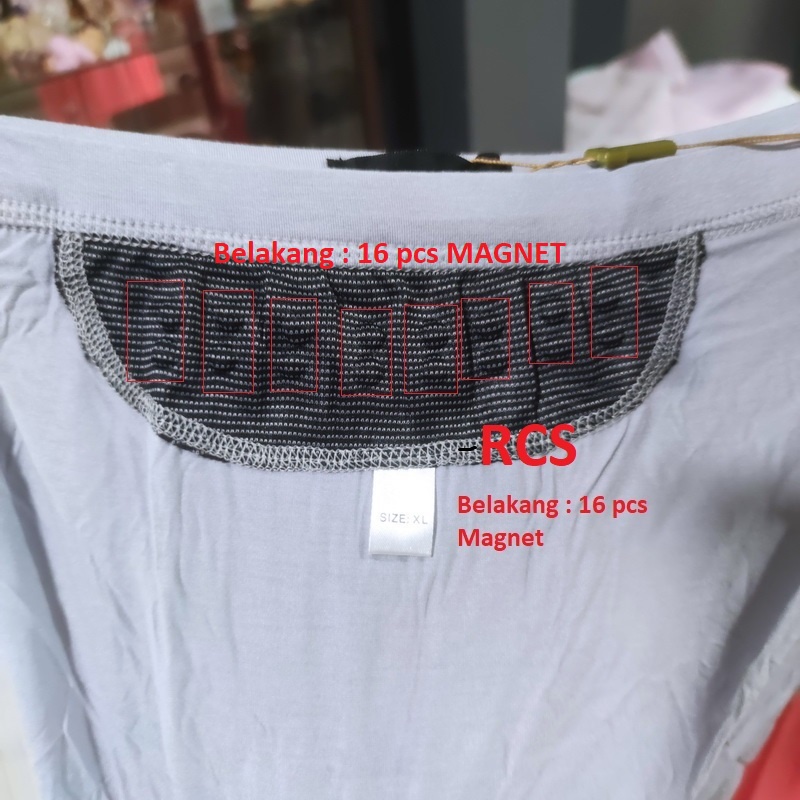 Belakang : 16 pcs MAGNET
-RCS
Belakang : 16 pcs
Magnet
SIZE: XL